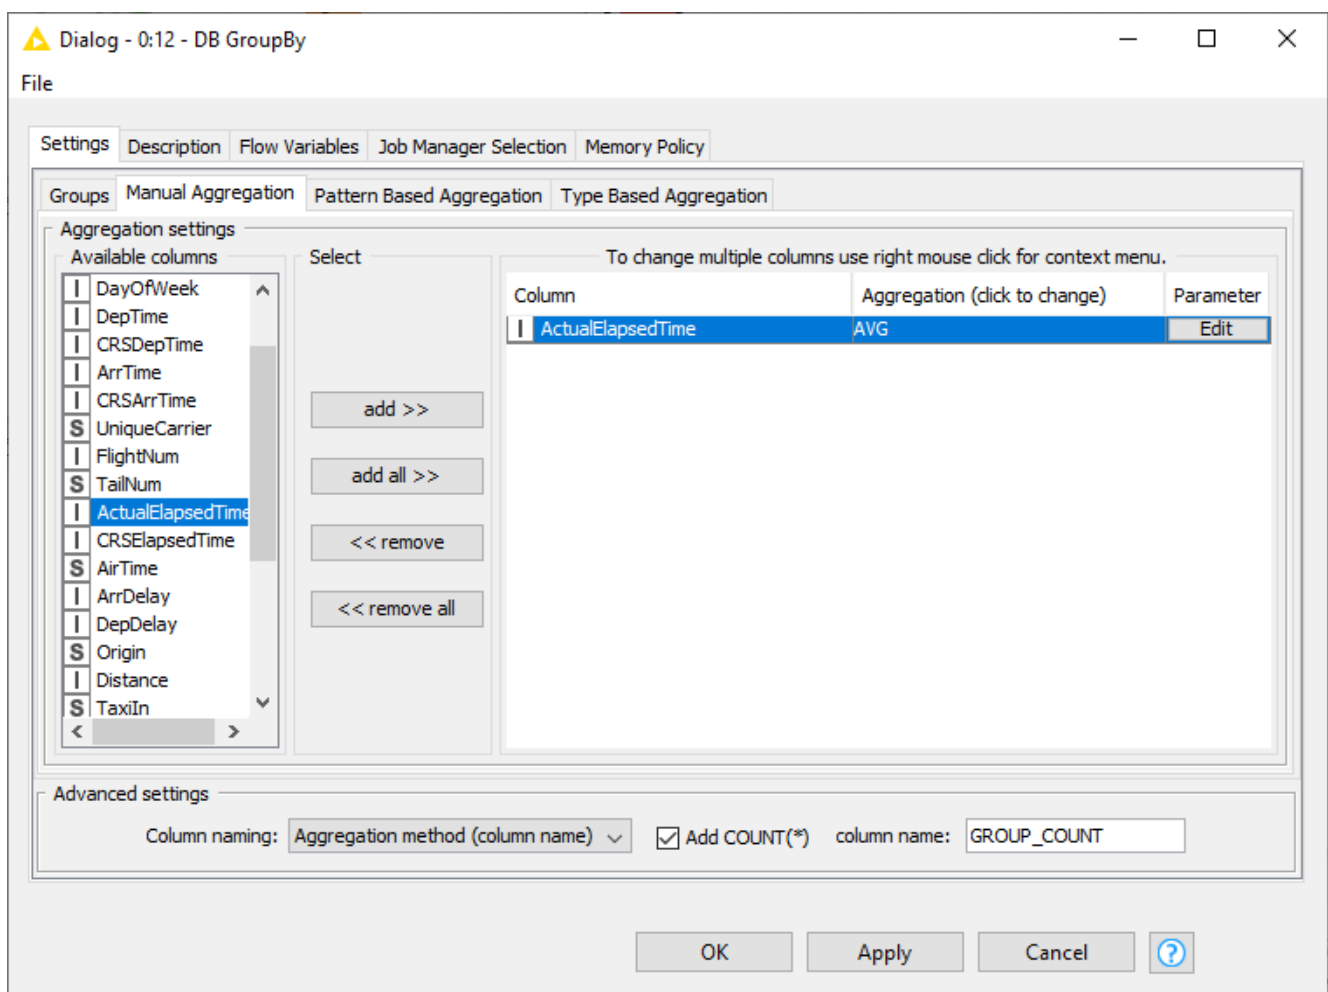 Dialog - 0:12 - DB GroupBy
File
Settings Description Flow Variables Job Manager Selection Memory Policy
Groups Manual Aggregation Pattern Based Aggregation Type Based Aggregation
Aggregation settings
Available columns
I DayOfWeek
I DepTime
I CRSDepTime
I ArrTime
I CRSArrTime
S UniqueCarrier
I FlightNum
S TailNum
I ActualElapsedTime
I CRSElapsedTime
S AirTime
I ArrDelay
I DepDelay
S Origin
I Distance
S TaxiIn
Select
add >>
add all >>
<< remove
<< remove all
To change multiple columns use right mouse click for context menu.
Column Aggregation (click to change) Parameter
I ActualElapsedTime AVG Edit
Advanced settings
Column naming: Aggregation method (column name) Add COUNT(*) column name: GROUP_COUNT
OK Apply Cancel ?